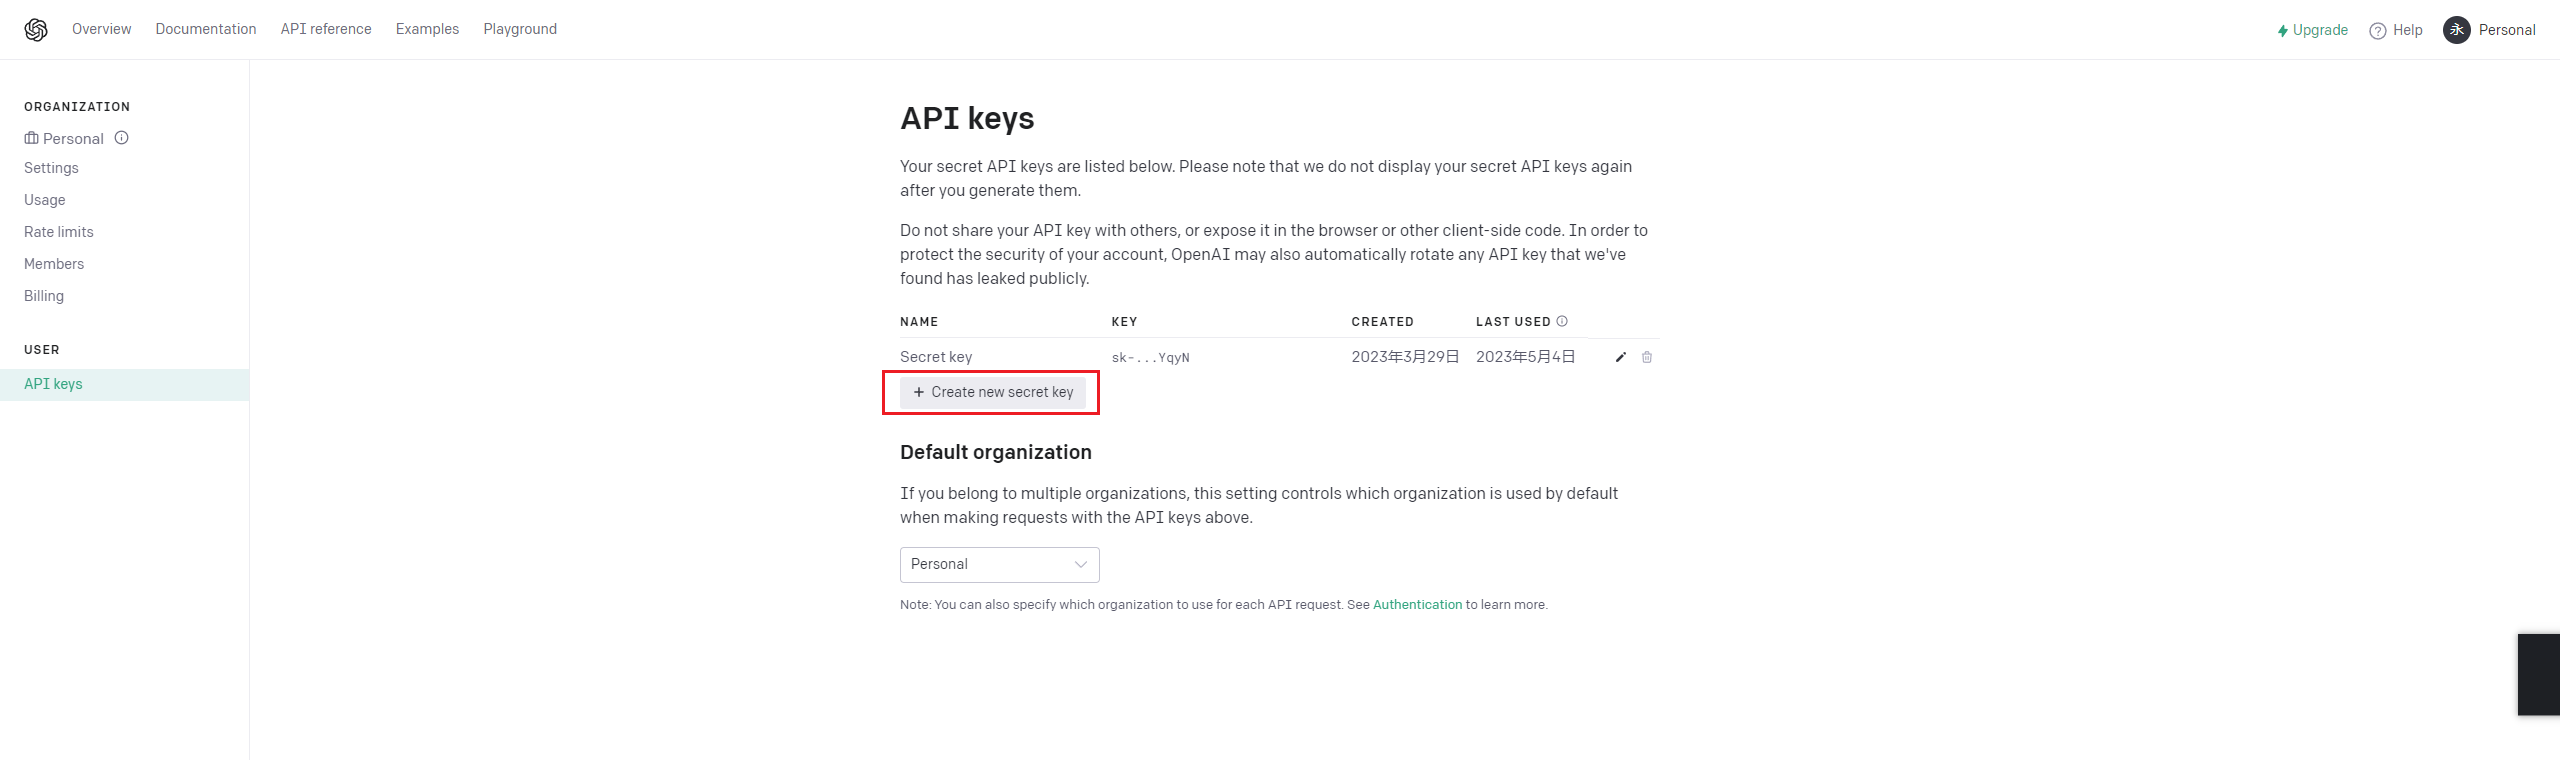 Overview Documentation API reference Examples Playground Upgrade Help 永 Personal
ORGANIZATION
Personal
Settings
Usage
Rate limits
Members
Billing
USER
API keys
API keys
Your secret API keys are listed below. Please note that we do not display your secret API keys again
after you generate them.
Do not share your API key with others, or expose it in the browser or other client-side code. In order to
protect the security of your account, OpenAI may also automatically rotate any API key that we've
found has leaked publicly.
NAME KEY CREATED LAST USED
Secret key sk-...YqyN 2023年3月29日 2023年5月4日
+ Create new secret key
Default organization
If you belong to multiple organizations, this setting controls which organization is used by default
when making requests with the API keys above.
Personal
Note: You can also specify which organization to use for each API request. See Authentication to learn more.